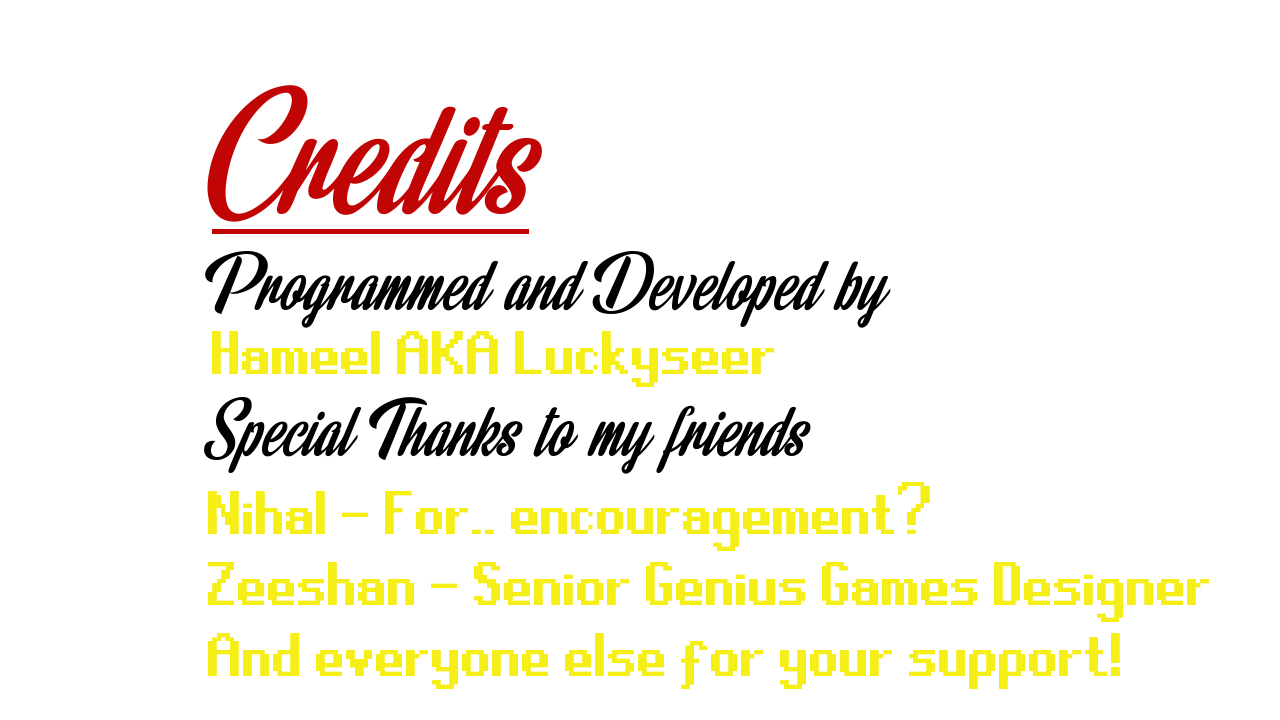 Credits
Programmed and Developed by
Hameel AKA Luckyseer
Special Thanks to my friends
Nihal - For.. encouragement?
Zeeshan - Senior Genius Games Designer
And everyone else for your support!